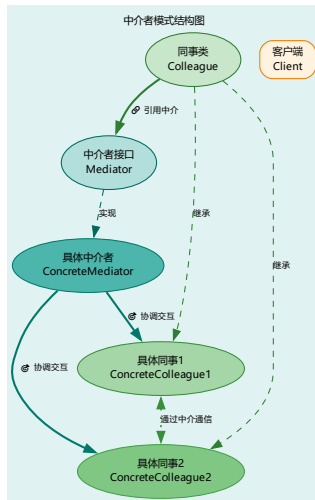 中介者模式结构图
同事类
Colleague
客户端
Client
🔗 引用中介
中介者接口
Mediator
实现
继承
具体中介者
ConcreteMediator
继承
🎯 协调交互
具体同事1
ConcreteColleague1
🎯 协调交互
通过中介通信
具体同事2
ConcreteColleague2